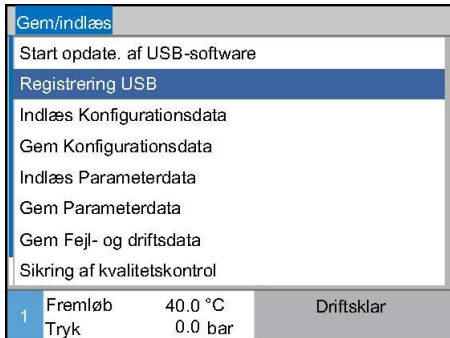 Gem/indlæs
Start opdate. af USB-software
Registrering USB
Indlæs Konfigurationsdata
Gem Konfigurationsdata
Indlæs Parameterdata
Gem Parameterdata
Gem Fejl- og driftsdata
Sikring af kvalitetskontrol
1 Fremløb 40.0 °C Driftsklar
Tryk 0.0 bar